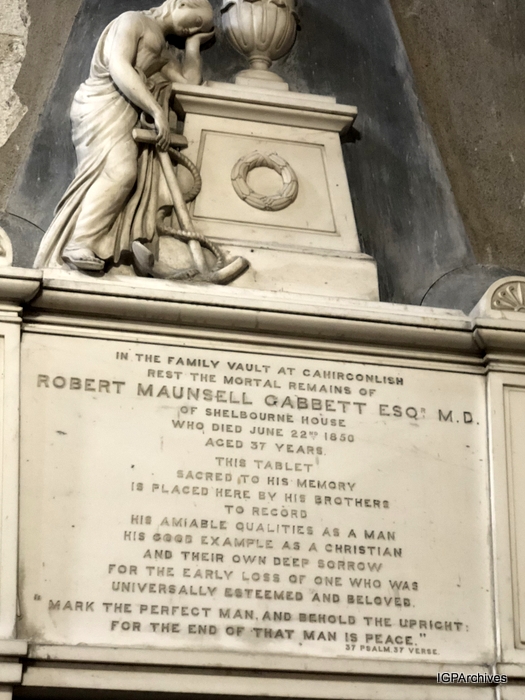 IN THE FAMILY VAULT AT CAHIRCONLISH
REST THE MORTAL REMAINS OF
ROBERT MAUNSELL GABBETT ESQR M.D.
OF SHELBOURNE HOUSE
WHO DIED JUNE 22ND 1850
AGED 37 YEARS.
THIS TABLET
SACRED TO HIS MEMORY
IS PLACED HERE BY HIS BROTHERS
TO RECORD
HIS AMIABLE QUALITIES AS A MAN
HIS GOOD EXAMPLE AS A CHRISTIAN
AND THEIR OWN DEEP SORROW
FOR THE EARLY LOSS OF ONE WHO WAS
UNIVERSALLY ESTEEMED AND BELOVED.
"MARK THE PERFECT MAN, AND BEHOLD THE UPRIGHT:
FOR THE END OF THAT MAN IS PEACE."
37 PSALM. 37 VERSE.
IGPArchives